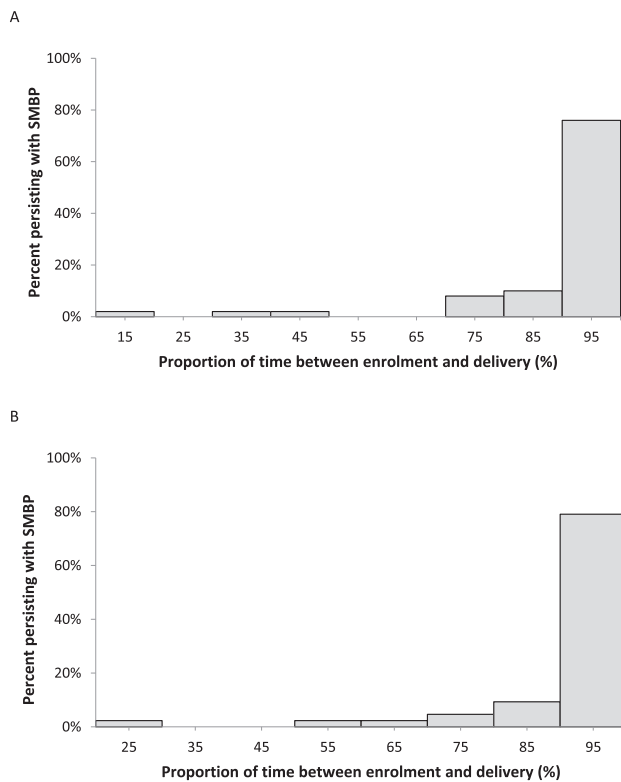 A
100%
80%
60%
40%
20%
0%
Percent persisting with SMBP
15 25 35 45 55 65 75 85 95
Proportion of time between enrolment and delivery (%)
B
100%
80%
60%
40%
20%
0%
Percent persisting with SMBP
25 35 45 55 65 75 85 95
Proportion of time between enrolment and delivery (%)